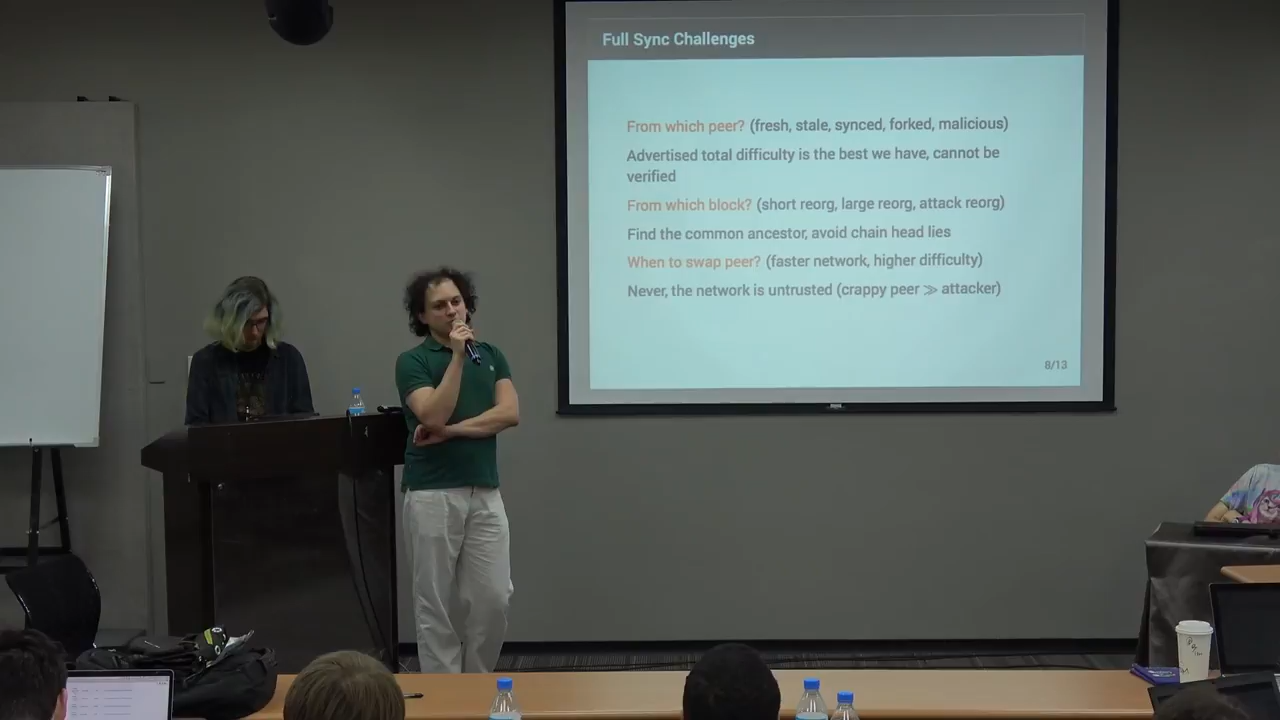 Full Sync Challenges
From which peer? (fresh, stale, synced, forked, malicious)
Advertised total difficulty is the best we have, cannot be
verified
From which block? (short reorg, large reorg, attack reorg)
Find the common ancestor, avoid chain head lies
When to swap peer? (faster network, higher difficulty)
Never, the network is untrusted (crappy peer ≫ attacker)
8/13